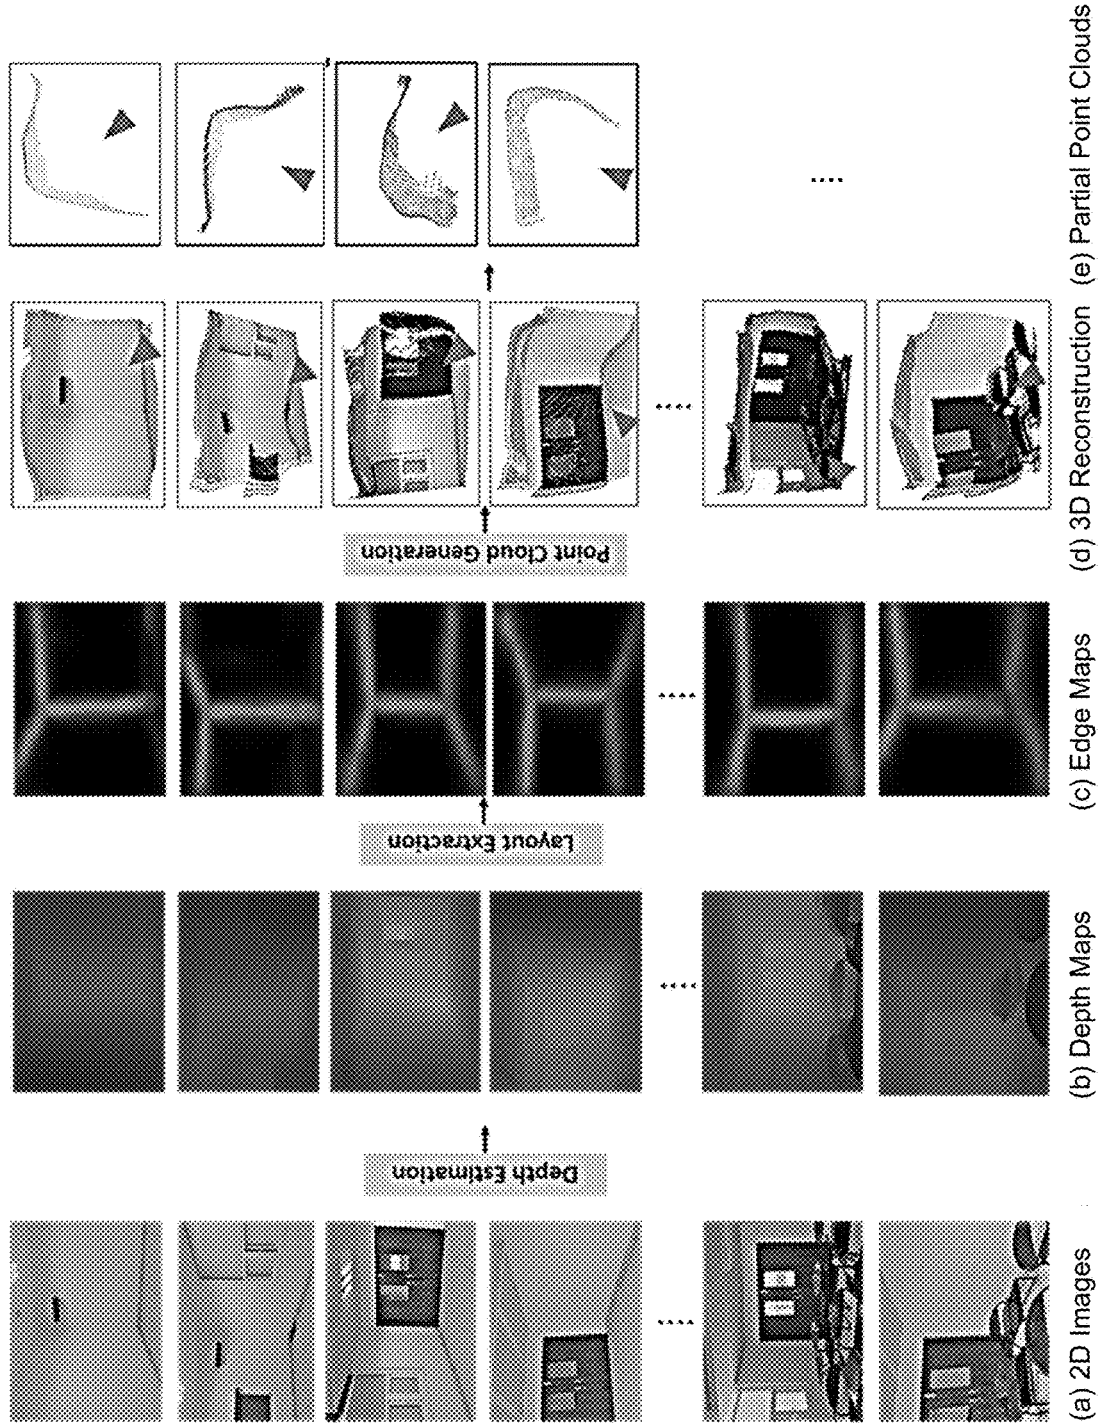 (a) 2D Images
Depth Estimation
(b) Depth Maps
Layout Extraction
(c) Edge Maps
Point Cloud Generation
(d) 3D Reconstruction
(e) Partial Point Clouds